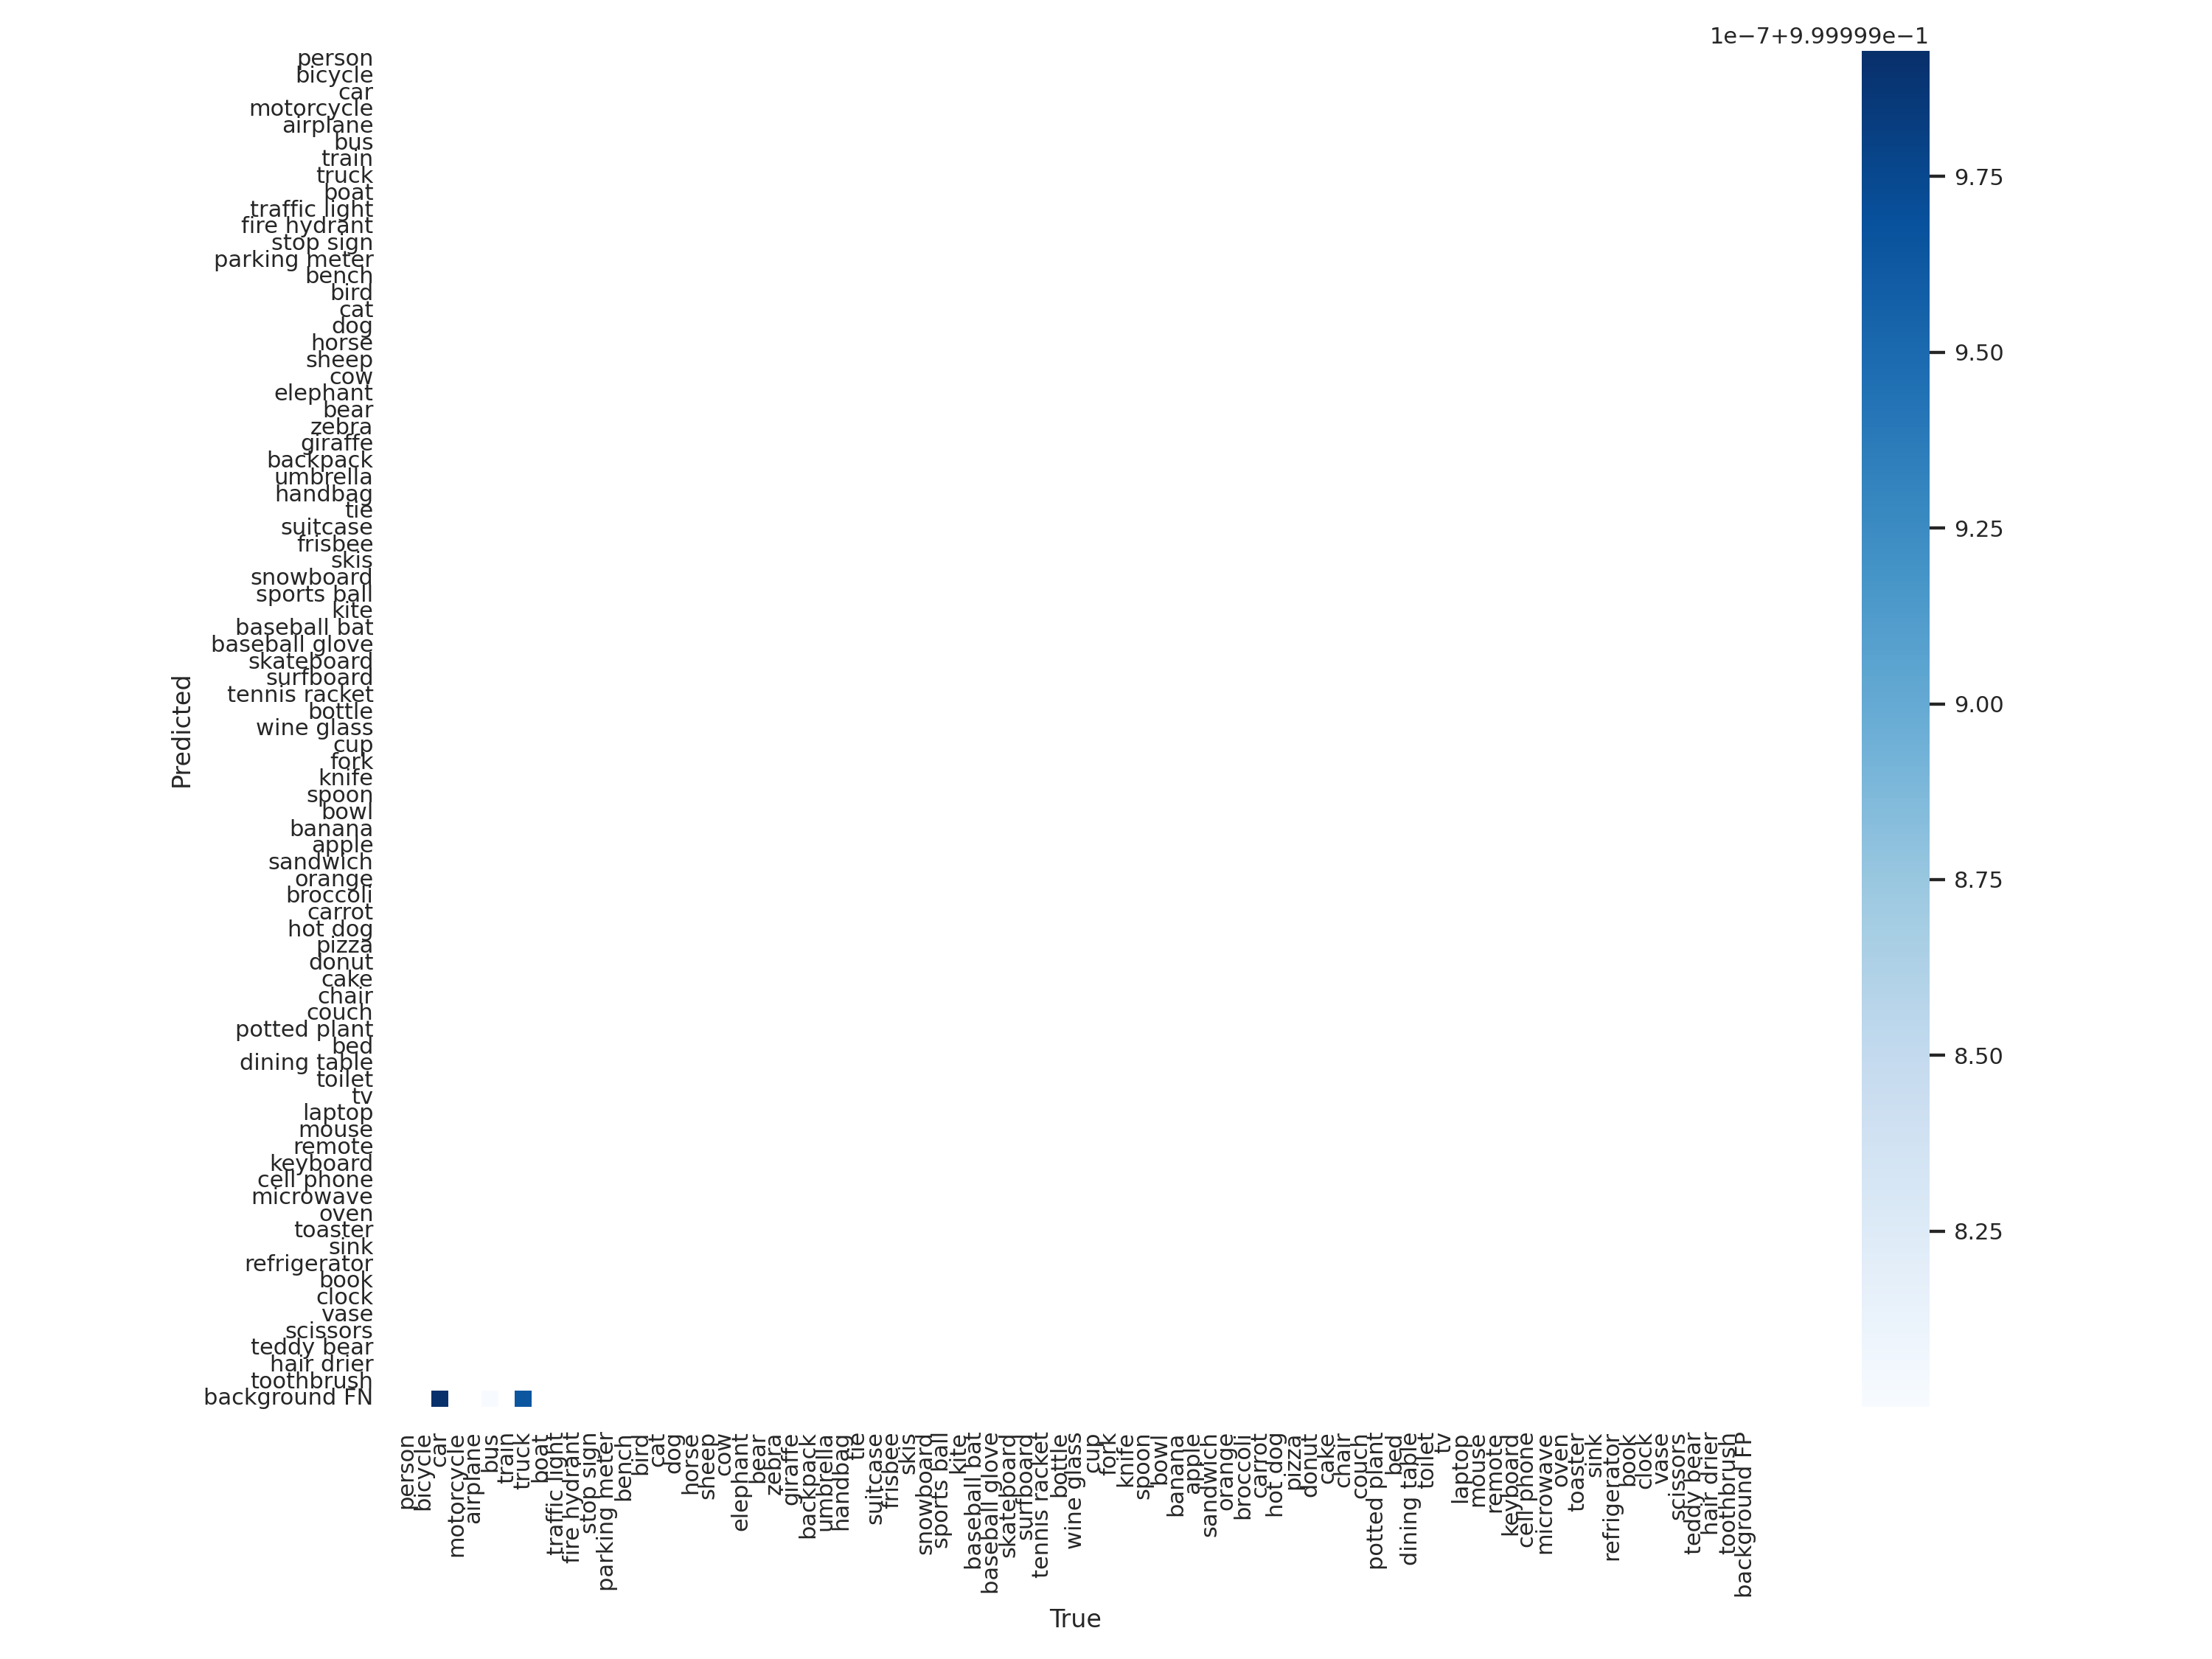 1e−7+9.99999e−1
person
bicycle
car
motorcycle
airplane
bus
train
truck
boat
traffic light
fire hydrant
stop sign
parking meter
bench
bird
cat
dog
horse
sheep
cow
elephant
bear
zebra
giraffe
backpack
umbrella
handbag
tie
suitcase
frisbee
skis
snowboard
sports ball
kite
baseball bat
baseball glove
skateboard
surfboard
tennis racket
bottle
wine glass
cup
fork
knife
spoon
bowl
banana
apple
sandwich
orange
broccoli
carrot
hot dog
pizza
donut
cake
chair
couch
potted plant
bed
dining table
toilet
tv
laptop
mouse
remote
keyboard
cell phone
microwave
oven
toaster
sink
refrigerator
book
clock
vase
scissors
teddy bear
hair drier
toothbrush
background FN
Predicted
9.75
9.50
9.25
9.00
8.75
8.50
8.25
person
bicycle
car
motorcycle
airplane
bus
train
truck
boat
traffic light
fire hydrant
stop sign
parking meter
bench
bird
cat
dog
horse
sheep
cow
elephant
bear
zebra
giraffe
backpack
umbrella
handbag
tie
suitcase
frisbee
skis
snowboard
sports ball
kite
baseball bat
baseball glove
skateboard
surfboard
tennis racket
bottle
wine glass
cup
fork
knife
spoon
bowl
banana
apple
sandwich
orange
broccoli
carrot
hot dog
pizza
donut
cake
chair
couch
potted plant
bed
dining table
toilet
tv
laptop
mouse
remote
keyboard
cell phone
microwave
oven
toaster
sink
refrigerator
book
clock
vase
scissors
teddy bear
hair drier
toothbrush
background FP
True